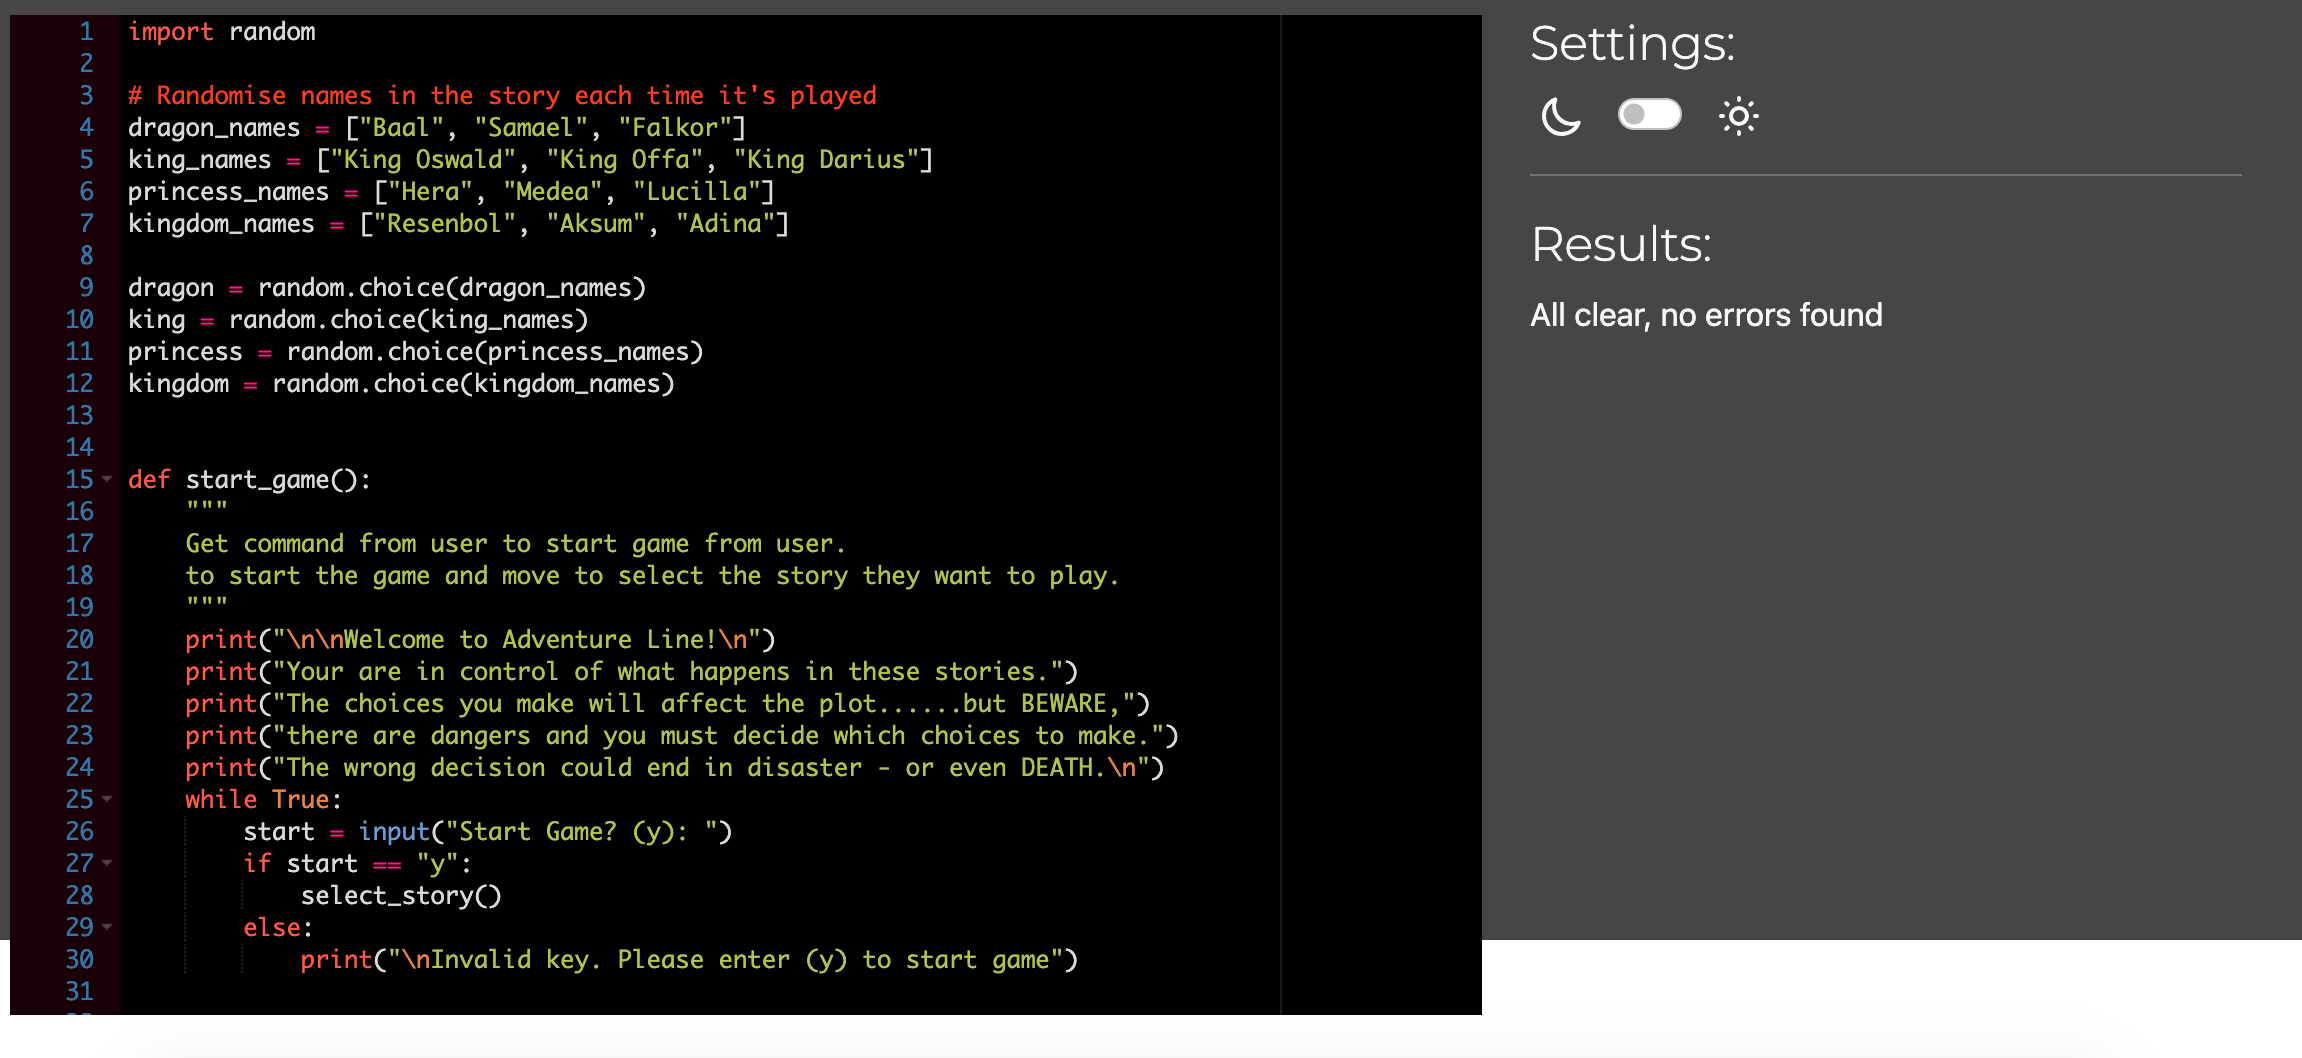 1 import random
2
3 # Randomise names in the story each time it's played
4 dragon_names = ["Baal", "Samael", "Falkor"]
5 king_names = ["King Oswald", "King Offa", "King Darius"]
6 princess_names = ["Hera", "Medea", "Lucilla"]
7 kingdom_names = ["Resenbol", "Aksum", "Adina"]
8
9 dragon = random.choice(dragon_names)
10 king = random.choice(king_names)
11 princess = random.choice(princess_names)
12 kingdom = random.choice(kingdom_names)
13
14
15 def start_game():
16     """
17     Get command from user to start game from user.
18     to start the game and move to select the story they want to play.
19     """
20     print("\n\nWelcome to Adventure Line!\n")
21     print("Your are in control of what happens in these stories.")
22     print("The choices you make will affect the plot......but BEWARE,")
23     print("there are dangers and you must decide which choices to make.")
24     print("The wrong decision could end in disaster - or even DEATH.\n")
25     while True:
26         start = input("Start Game? (y): ")
27         if start == "y":
28             select_story()
29         else:
30             print("\nInvalid key. Please enter (y) to start game")
31
Settings:
Results:
All clear, no errors found